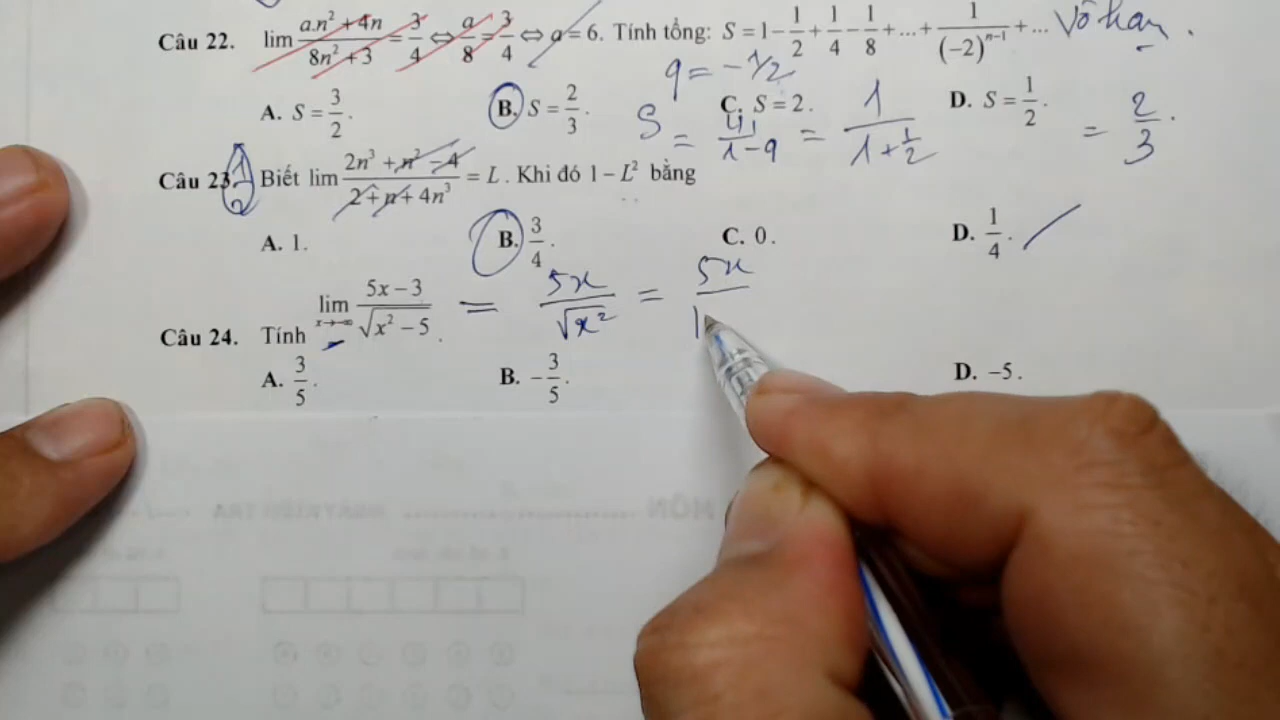 Câu 22. lim a.n² + 4n / 8n² + 3 = 3/4 ⇔ a/8 = 3/4 ⇔ a = 6. Tính tổng: S = 1 − 1/2 + 1/4 − 1/8 + ... + 1/(−2)ⁿ⁻¹ + ... vô hạn.
q = −1/2
A. S = 3/2. B. S = 2/3. C. S = 2. D. S = 1/2.
S = u₁/1 − q = 1/1 + 1/2 = 2/3.
Câu 23. Biết lim 2n³ + n² − 4 / 2 + n + 4n³ = L. Khi đó 1 − L² bằng
1/2
A. 1. B. 3/4. C. 0. D. 1/4.
Câu 24. Tính lim x→−∞ 5x − 3 / √x² − 5. = 5x/√x² = 5x/|
A. 3/5. B. −3/5. D. −5.